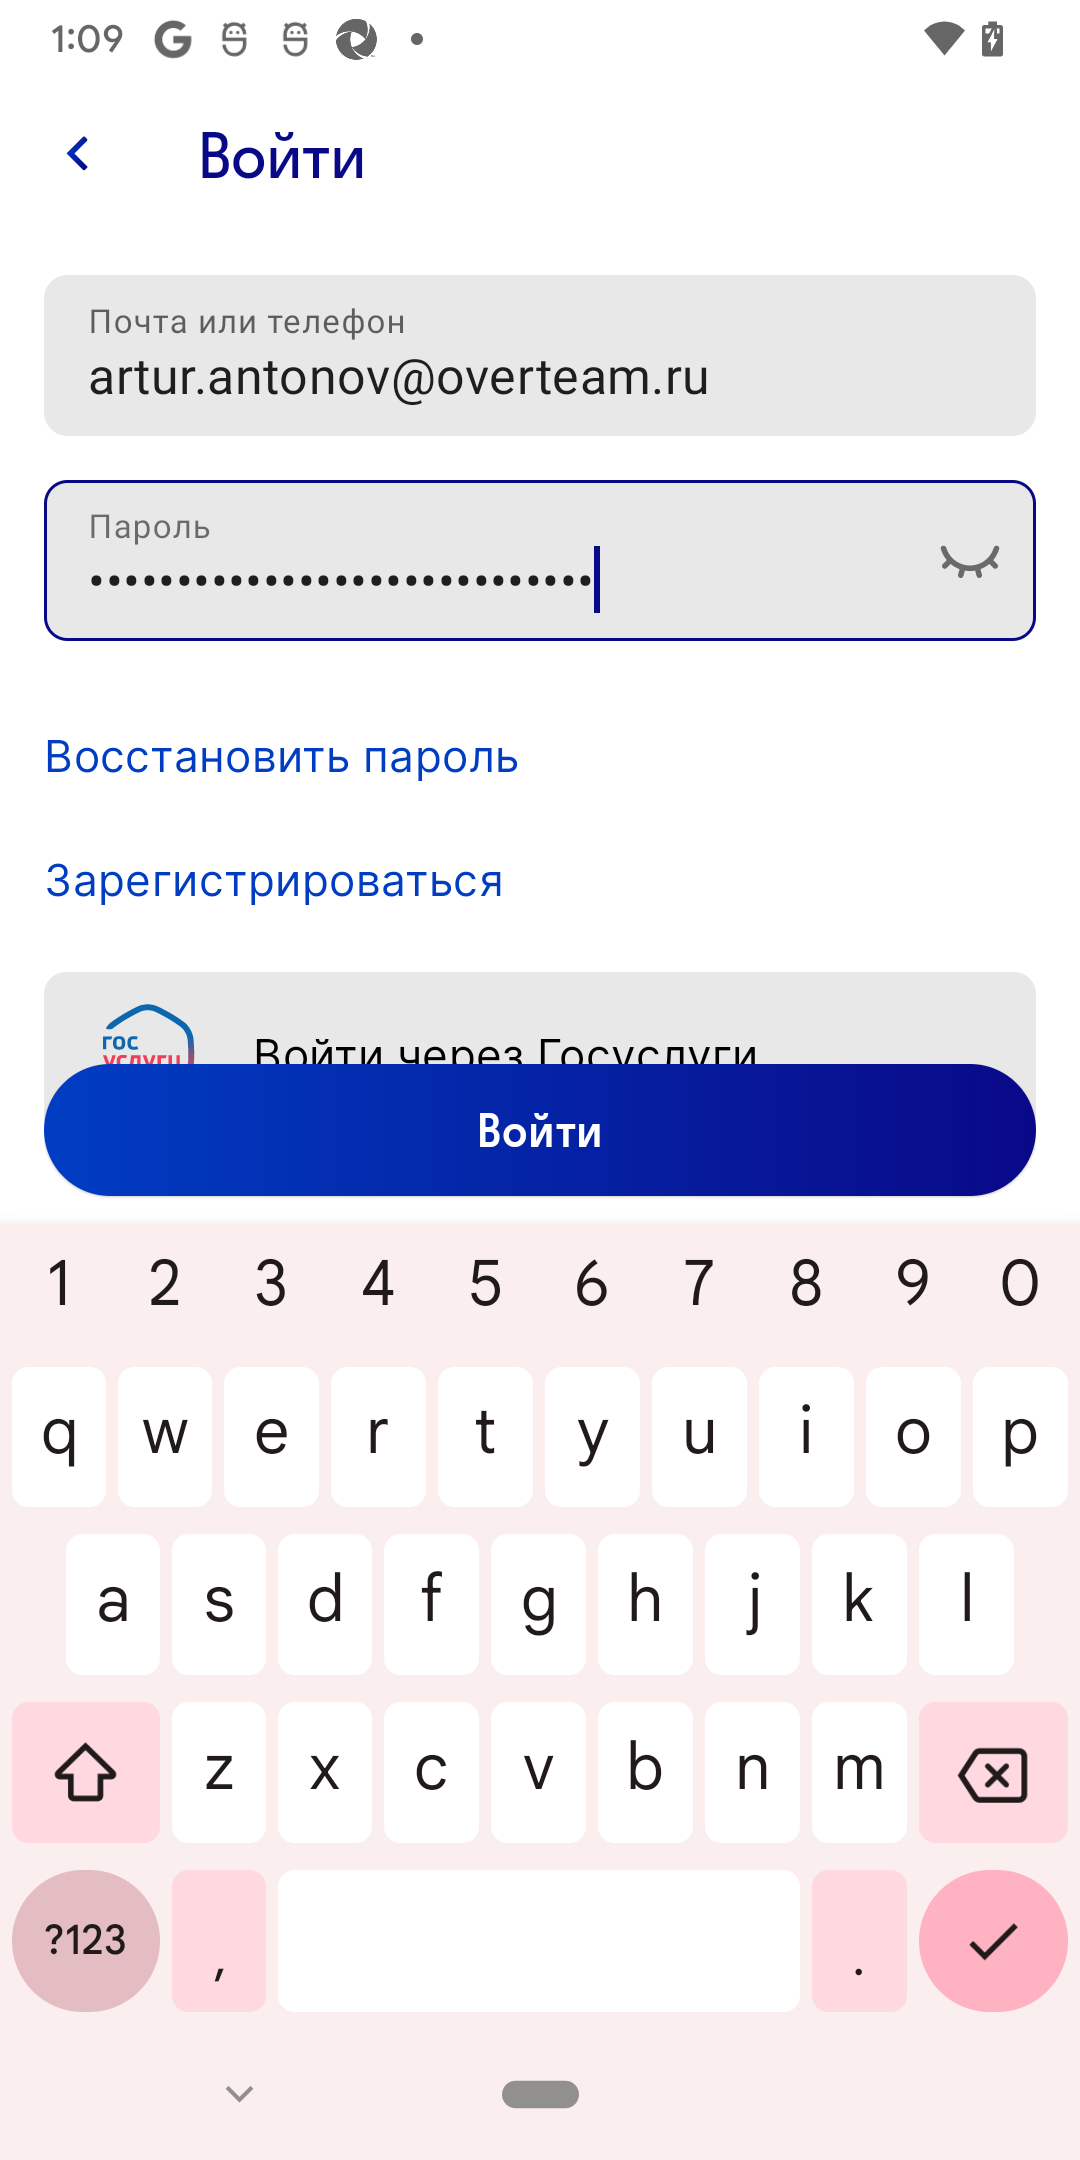 1:09
Войти
Почта или телефон
artur.antonov@overteam.ru
Пароль
•••••••••••••••••••••••••••••
Восстановить пароль
Зарегистрироваться
гос
услуги
Войти через Госуслуги
Войти
1 2 3 4 5 6 7 8 9 0
q w e r t y u i o p
a s d f g h j k l
z x c v b n m
?123 , .